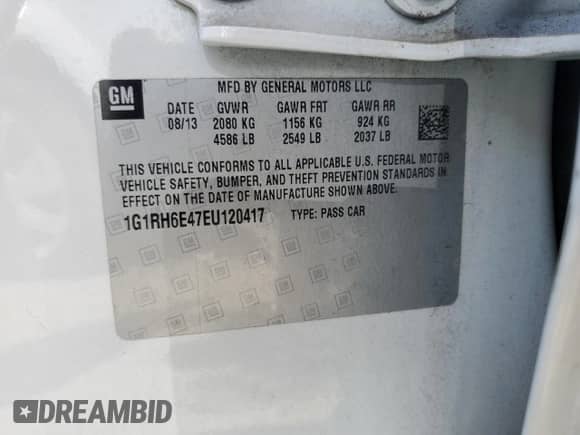 GM
MFD BY GENERAL MOTORS LLC
DATE GVWR GAWR FRT GAWR RR
08/13 2080 KG 1156 KG 924 KG
4586 LB 2549 LB 2037 LB
THIS VEHICLE CONFORMS TO ALL APPLICABLE U.S. FEDERAL MOTOR
VEHICLE SAFETY, BUMPER, AND THEFT PREVENTION STANDARDS IN
EFFECT ON THE DATE OF MANUFACTURE SHOWN ABOVE.
1G1RH6E47EU120417 TYPE: PASS CAR
DREAMBID